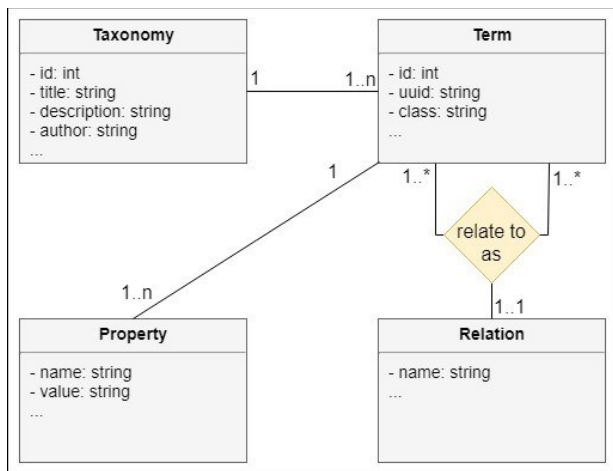 Taxonomy
- id: int
- title: string
- description: string
- author: string
...
1
1..n
Term
- id: int
- uuid: string
- class: string
...
1
1..*
1..*
relate to
as
1..n
1..1
Property
- name: string
- value: string
...
Relation
- name: string
...